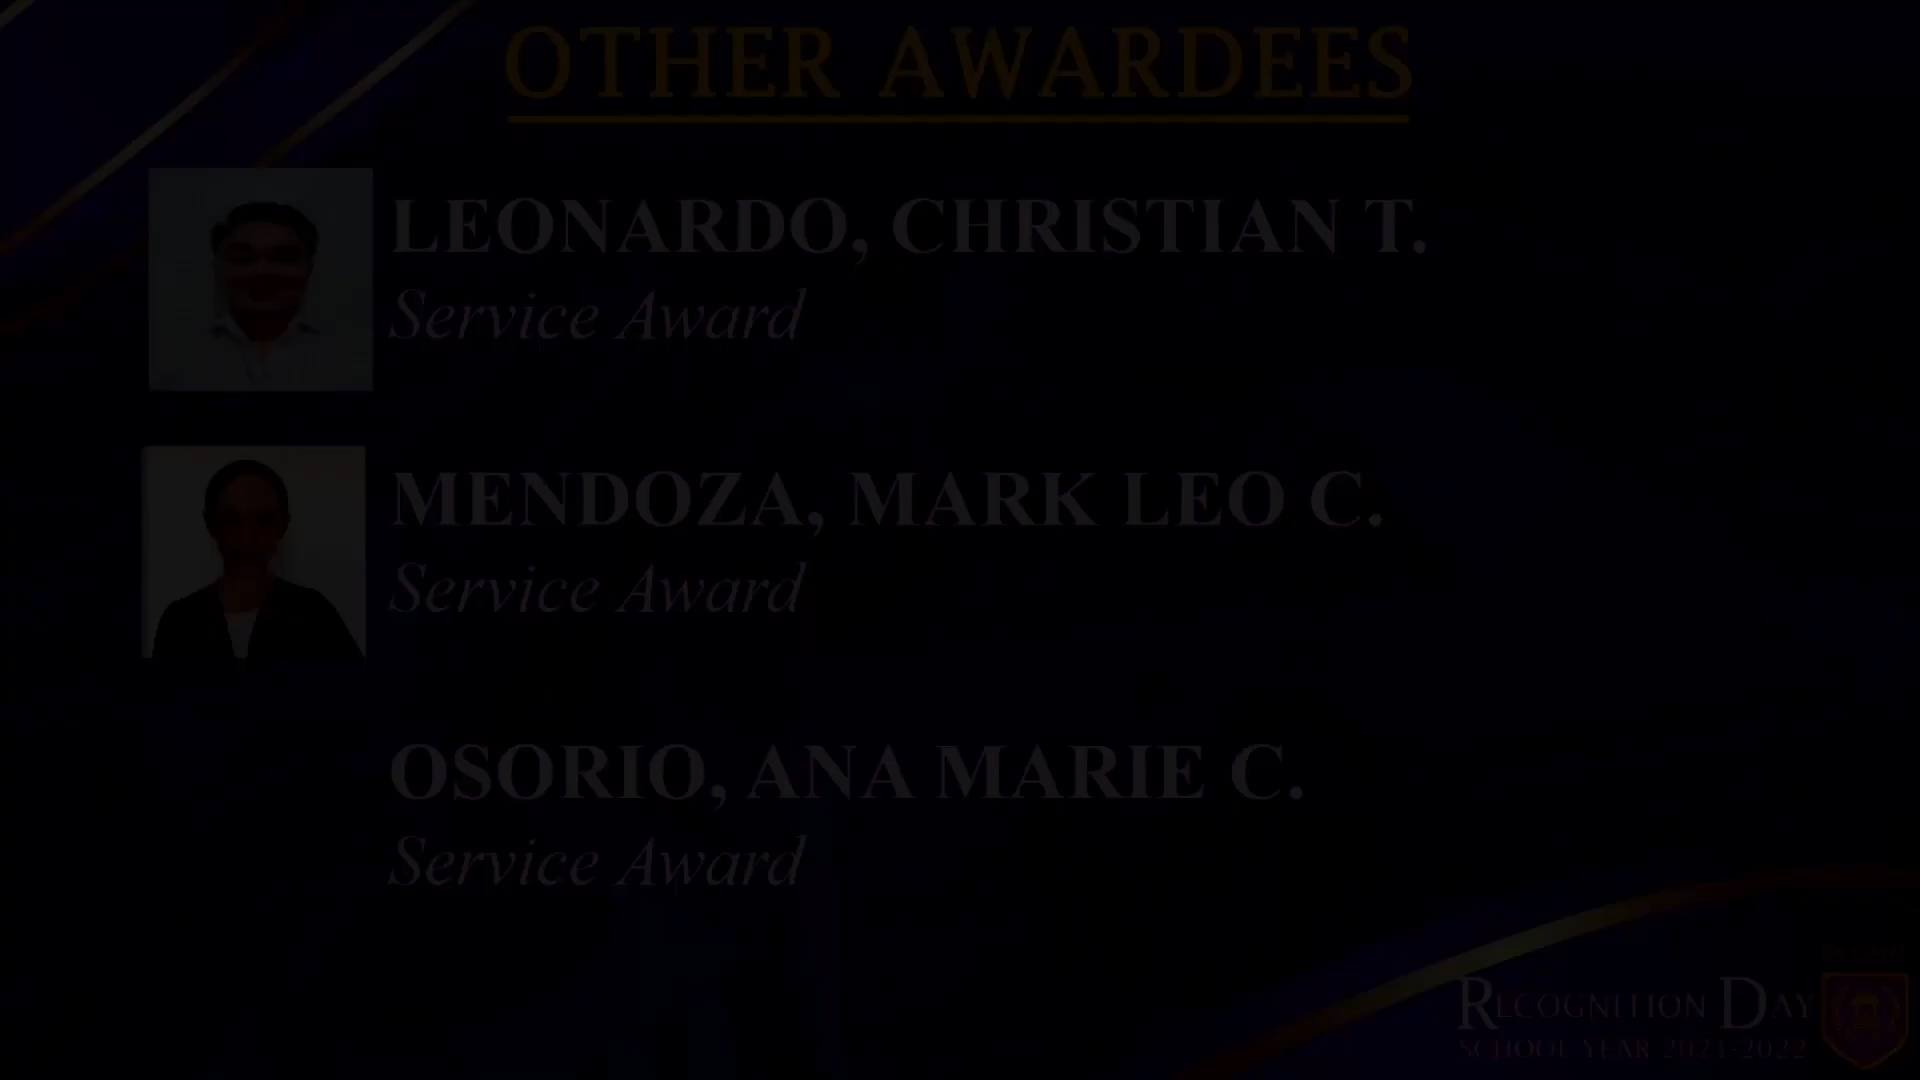 OTHER AWARDEES
LEONARDO, CHRISTIAN T.
Service Award
MENDOZA, MARK LEO C.
Service Award
OSORIO, ANA MARIE C.
Service Award
RECOGNITION DAY
SCHOOL YEAR 2021-2022